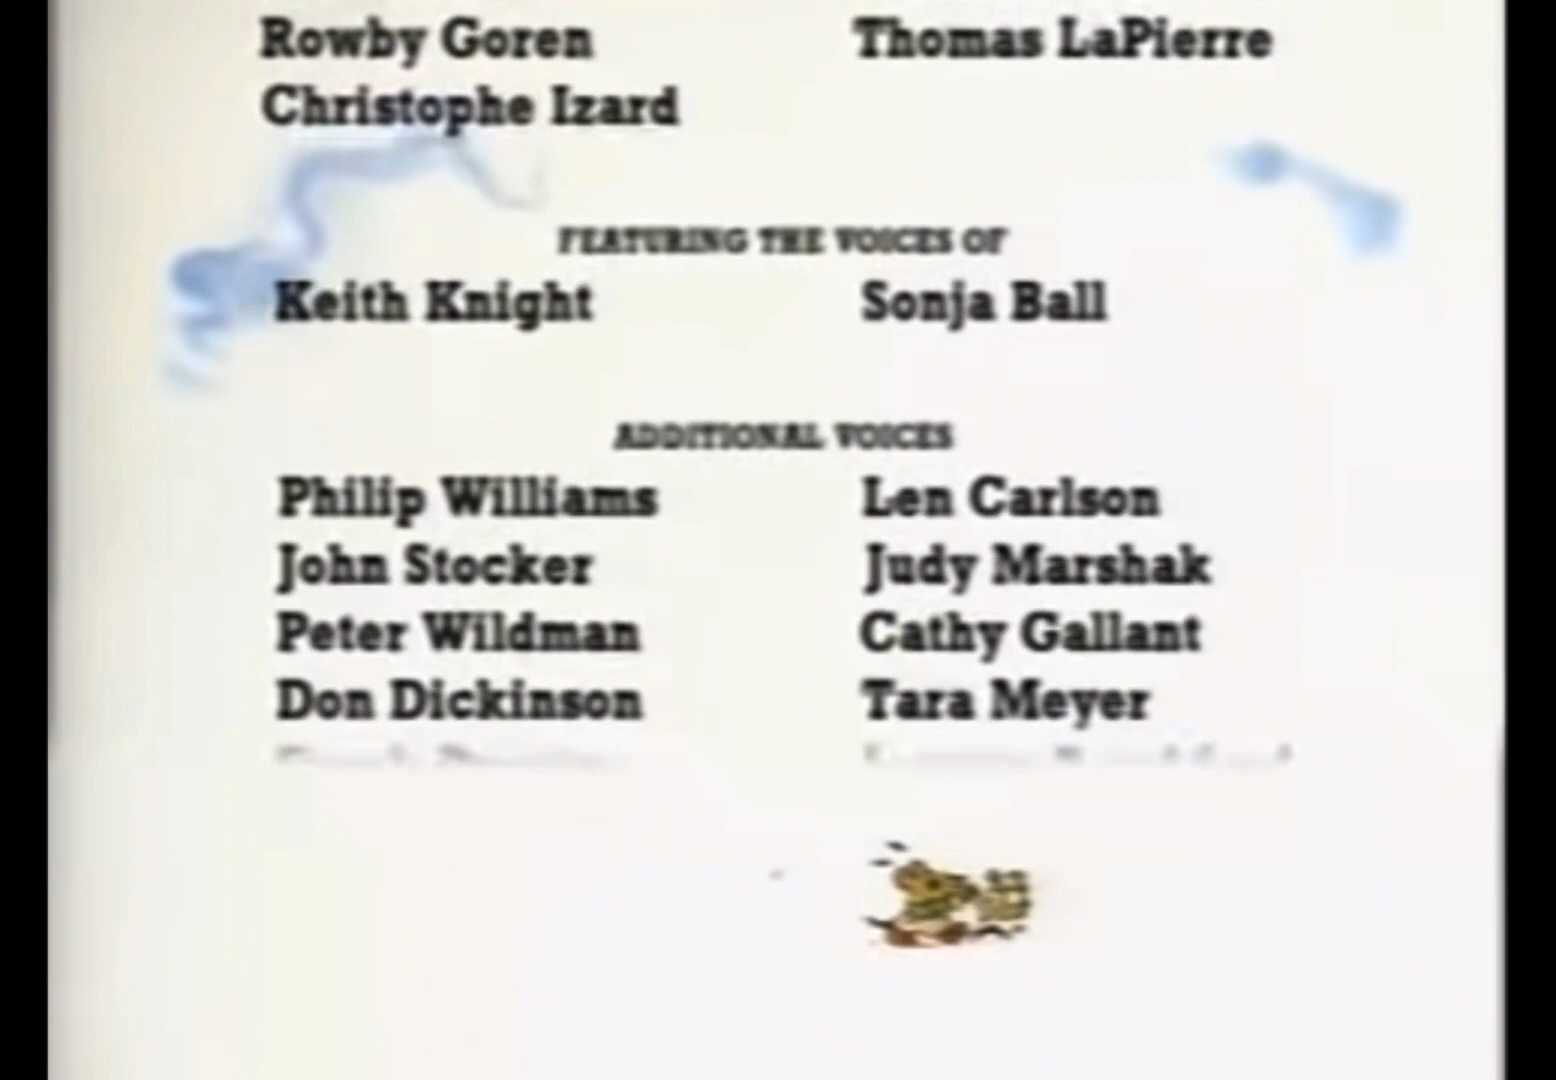 Rowby Goren Thomas LaPierre
Christophe Izard
FEATURING THE VOICES OF
Keith Knight Sonja Ball
ADDITIONAL VOICES
Philip Williams Len Carlson
John Stocker Judy Marshak
Peter Wildman Cathy Gallant
Don Dickinson Tara Meyer